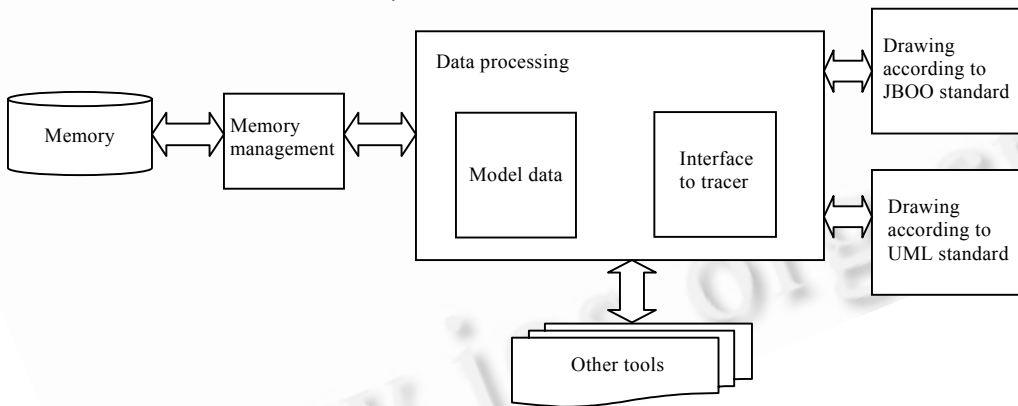 Memory
Memory
management
Data processing
Model data
Interface
to tracer
Drawing
according to
JBOO standard
Drawing
according to
UML standard
Other tools